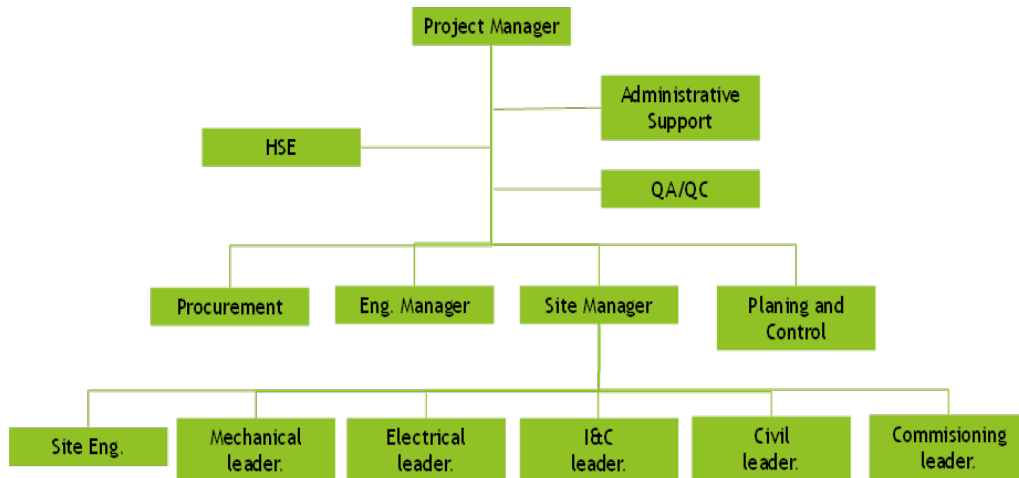 Project Manager
Administrative
Support
HSE
QA/QC
Procurement
Eng. Manager
Site Manager
Planing and
Control
Site Eng.
Mechanical
leader.
Electrical
leader.
I&C
leader.
Civil
leader.
Commisioning
leader.